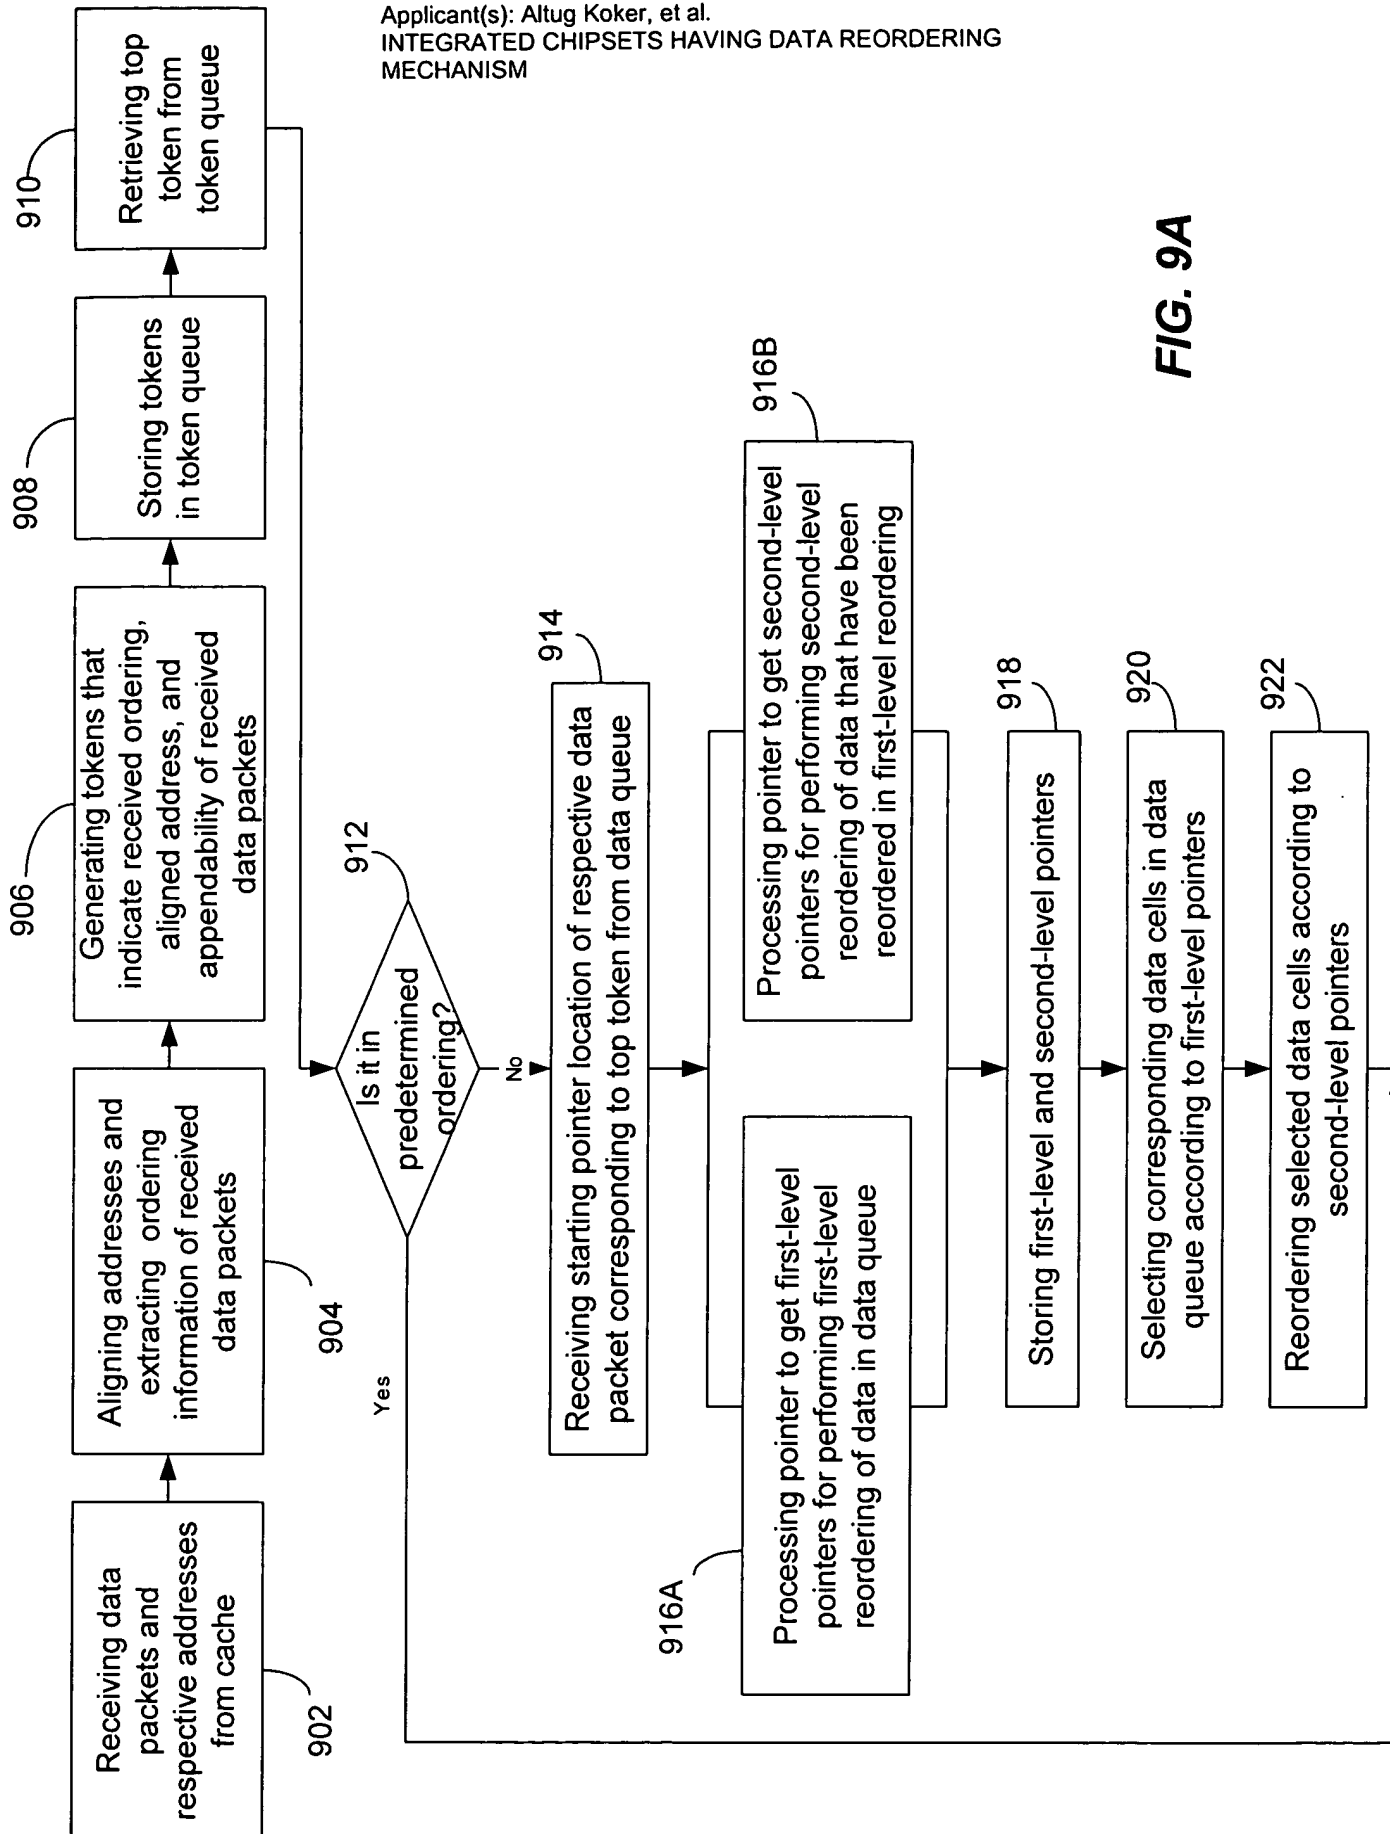 Applicant(s): Altug Koker, et al.
INTEGRATED CHIPSETS HAVING DATA REORDERING
MECHANISM
Receiving data
packets and
respective addresses
from cache
902
Aligning addresses and
extracting ordering
information of received
data packets
904
906
Generating tokens that
indicate received ordering,
aligned address, and
appendability of received
data packets
908
Storing tokens
in token queue
910
Retrieving top
token from
token queue
912
Is it in
predetermined
ordering?
Yes
No
914
Receiving starting pointer location of respective data
packet corresponding to top token from data queue
916A
Processing pointer to get first-level
pointers for performing first-level
reordering of data in data queue
916B
Processing pointer to get second-level
pointers for performing second-level
reordering of data that have been
reordered in first-level reordering
918
Storing first-level and second-level pointers
920
Selecting corresponding data cells in data
queue according to first-level pointers
922
Reordering selected data cells according to
second-level pointers
FIG. 9A